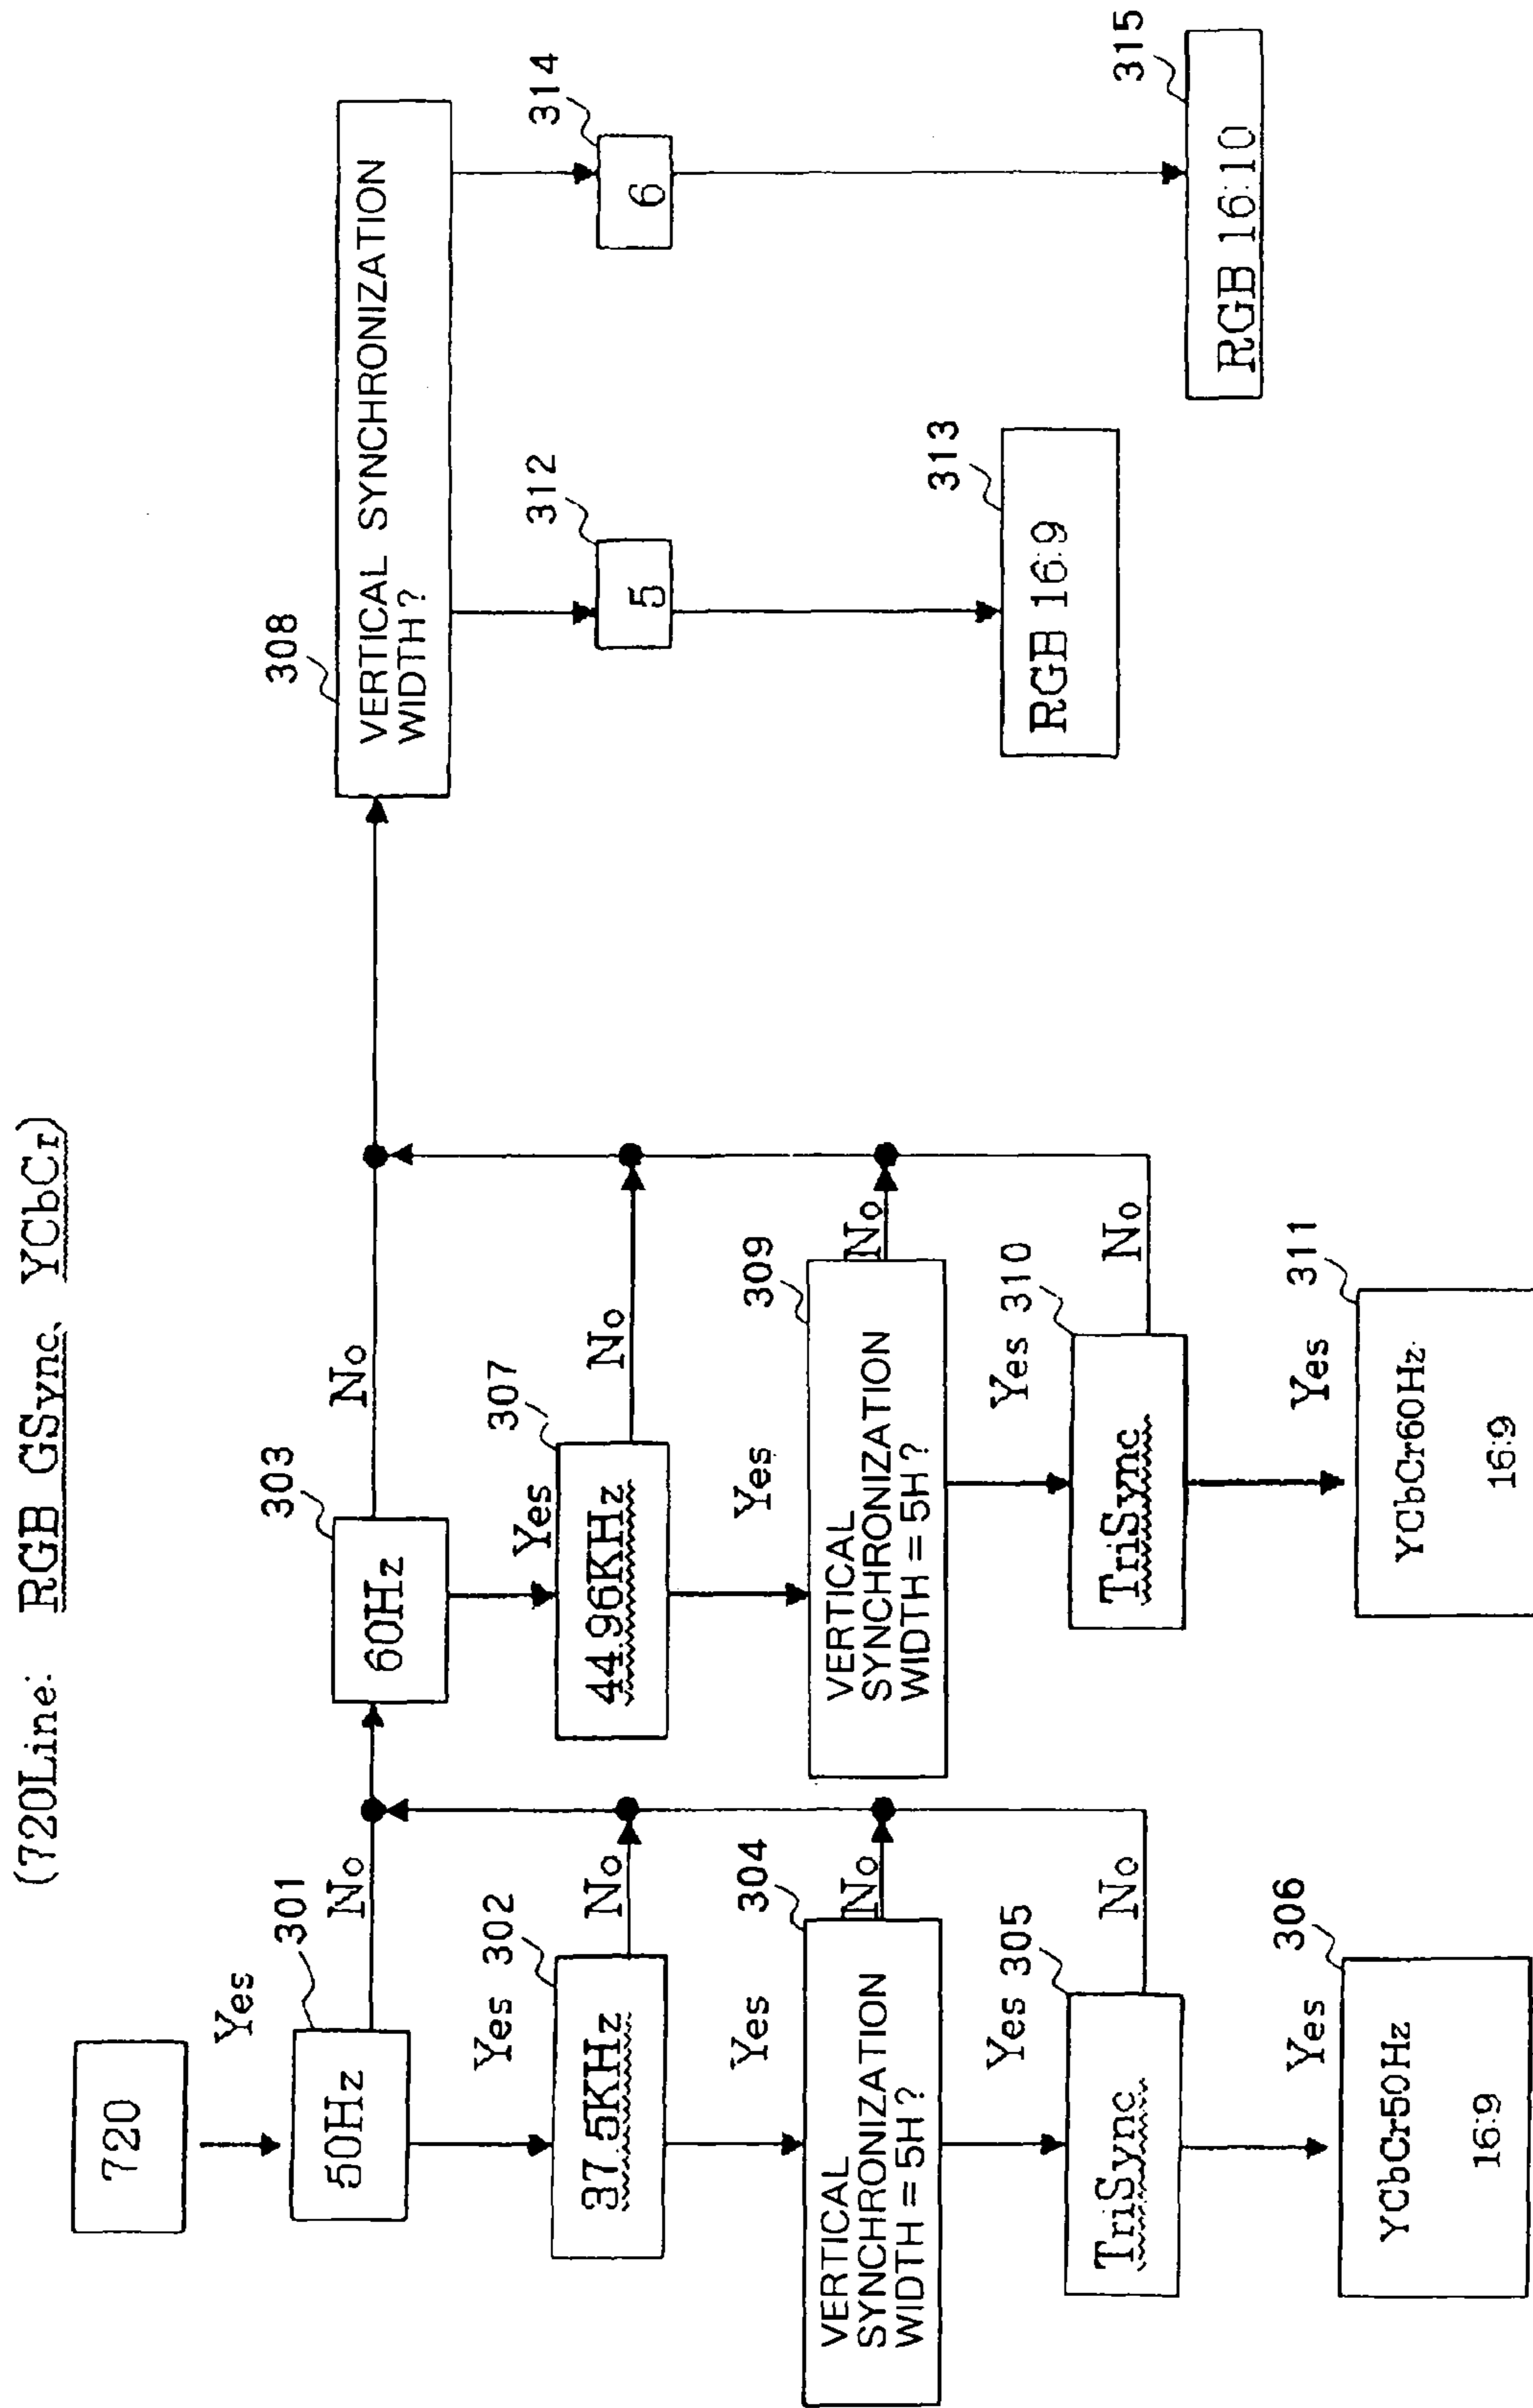 (720Line: RGB GSync, YCbCr)
720
Yes
301
50Hz
No
Yes
302
37.5KHz
No
Yes
304
VERTICAL
SYNCHRONIZATION
WIDTH = 5H ?
No
Yes
305
TriSync
No
Yes
306
YCbCr50Hz
16:9
303
60Hz
No
Yes
307
44.96KHz
No
Yes
309
VERTICAL
SYNCHRONIZATION
WIDTH = 5H ?
No
Yes
310
TriSync
No
Yes
311
YCbCr60Hz
16:9
308
VERTICAL SYNCHRONIZATION
WIDTH ?
312
5
313
RGB 16:9
314
6
315
RGB 16:10